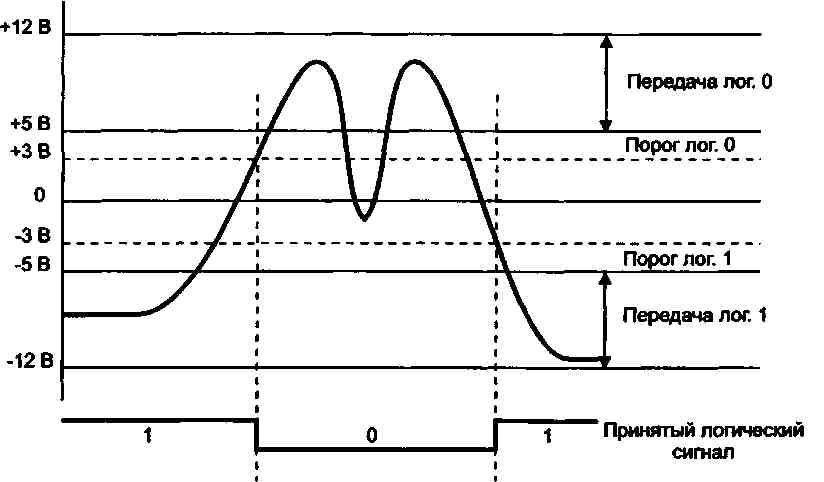 +12 В
Передача лог. 0
+5 В
Порог лог. 0
+3 В
0
-3 В
Порог лог. 1
-5 В
Передача лог. 1
-12 В
1
0
1
Принятый логический
сигнал